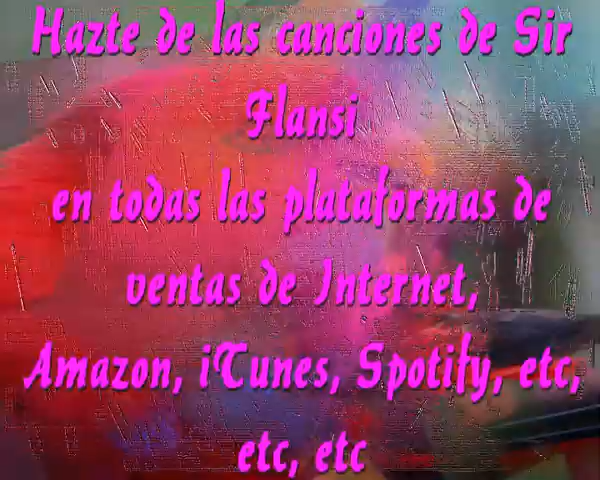 Hazte de las canciones de Sir
Flansi
en todas las plataformas de
ventas de Internet,
Amazon, iTunes, Spotify, etc,
etc, etc